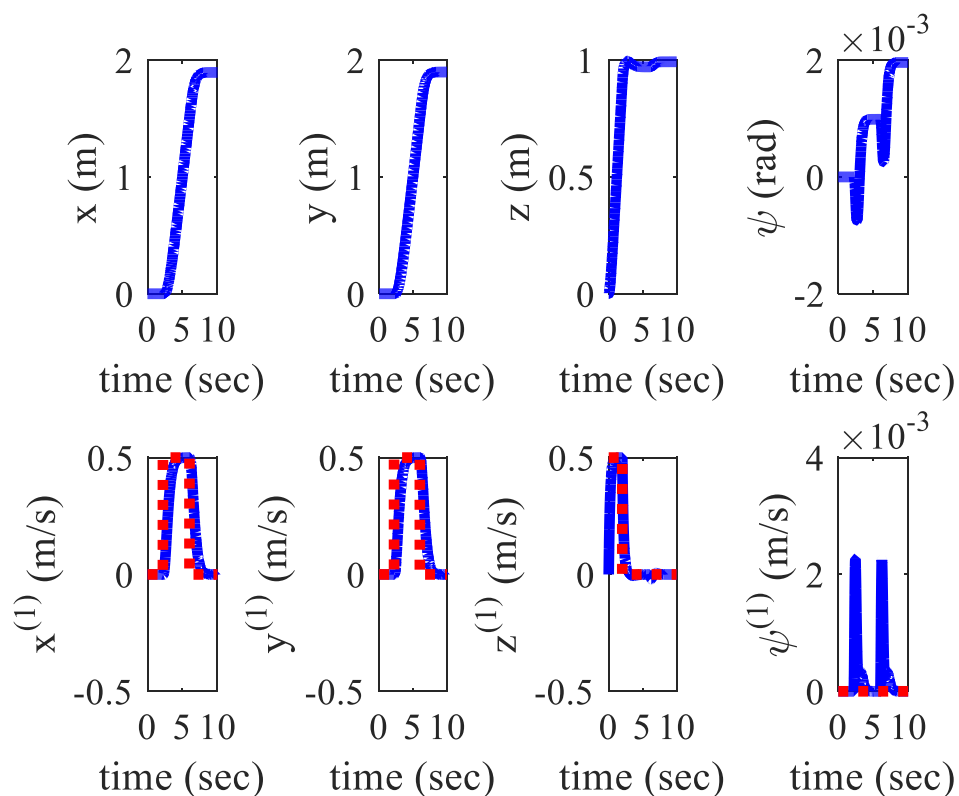 ×10⁻³
2
1
0
x (m)
0 5 10
time (sec)
2
1
0
y (m)
0 5 10
time (sec)
1
0.5
0
z (m)
0 5 10
time (sec)
2
0
-2
ψ (rad)
0 5 10
time (sec)
0.5
0
-0.5
x⁽¹⁾ (m/s)
0 5 10
time (sec)
0.5
0
-0.5
y⁽¹⁾ (m/s)
0 5 10
time (sec)
0.5
0
-0.5
z⁽¹⁾ (m/s)
0 5 10
time (sec)
×10⁻³
4
2
0
ψ⁽¹⁾ (m/s)
0 5 10
time (sec)